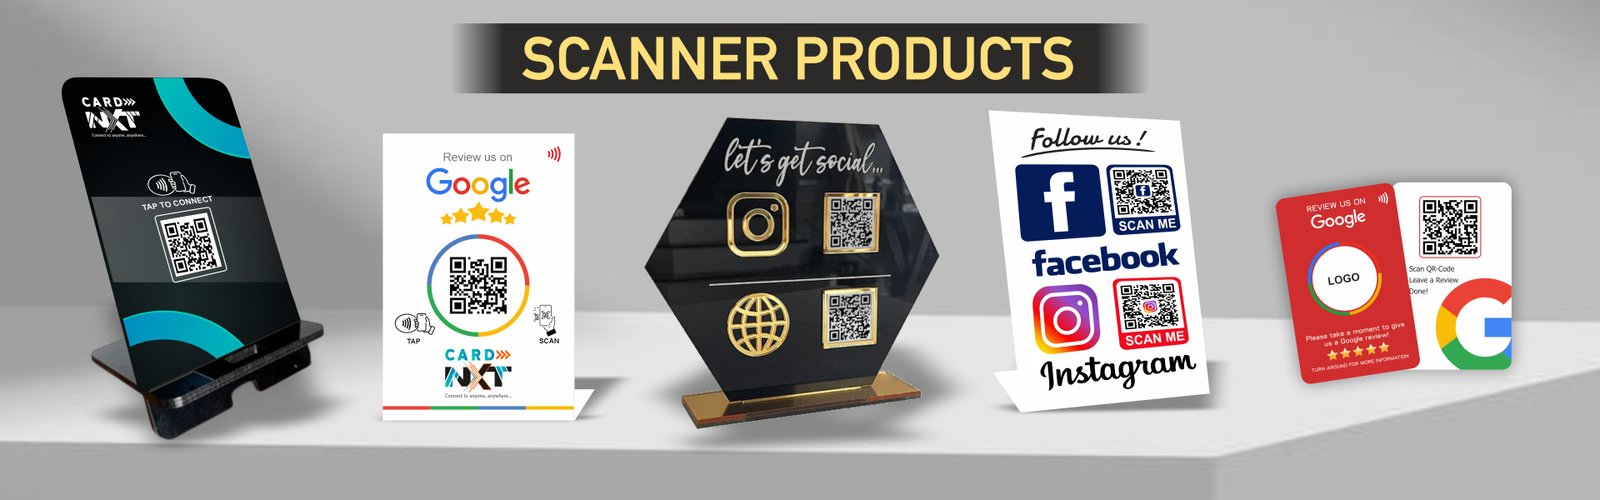 SCANNER PRODUCTS
CARD
NXT
Connect to anyone, anywhere...
TAP TO CONNECT
Review us on
Google
TAP
SCAN
CARD
NXT
Connect to anyone, anywhere...
let's get social...
Follow us!
f
f
SCAN ME
facebook
SCAN ME
Instagram
REVIEW US ON
Google
LOGO
Please take a moment to give
us a Google review!
TURN AROUND FOR MORE INFORMATION
Scan QR-Code
Leave a Review
Done!
G